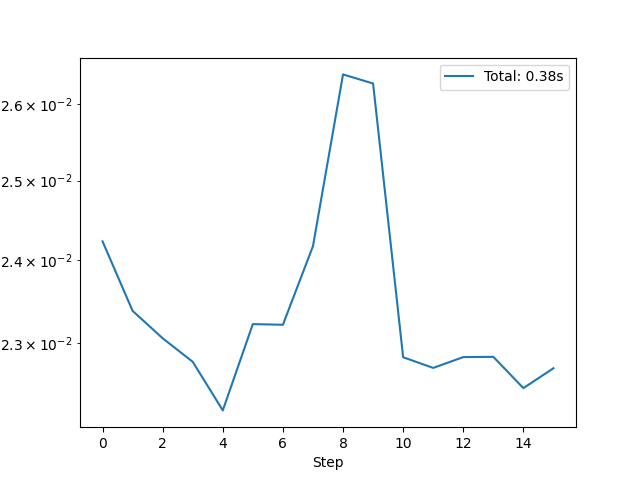 Total: 0.38s
2.6 × 10⁻²
2.5 × 10⁻²
2.4 × 10⁻²
2.3 × 10⁻²
0 2 4 6 8 10 12 14
Step